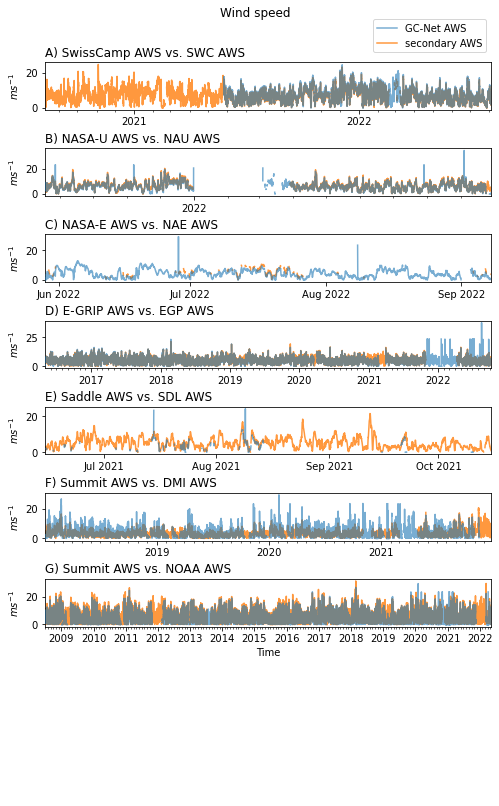 Wind speed
GC-Net AWS
secondary AWS
A) SwissCamp AWS vs. SWC AWS
20
0
ms⁻¹
2021 2022
B) NASA-U AWS vs. NAU AWS
20
0
ms⁻¹
2022
C) NASA-E AWS vs. NAE AWS
20
0
ms⁻¹
Jun 2022 Jul 2022 Aug 2022 Sep 2022
D) E-GRIP AWS vs. EGP AWS
25
0
ms⁻¹
2017 2018 2019 2020 2021 2022
E) Saddle AWS vs. SDL AWS
20
0
ms⁻¹
Jul 2021 Aug 2021 Sep 2021 Oct 2021
F) Summit AWS vs. DMI AWS
20
0
ms⁻¹
2019 2020 2021
G) Summit AWS vs. NOAA AWS
20
0
ms⁻¹
2009 2010 2011 2012 2013 2014 2015 2016 2017 2018 2019 2020 2021 2022
Time